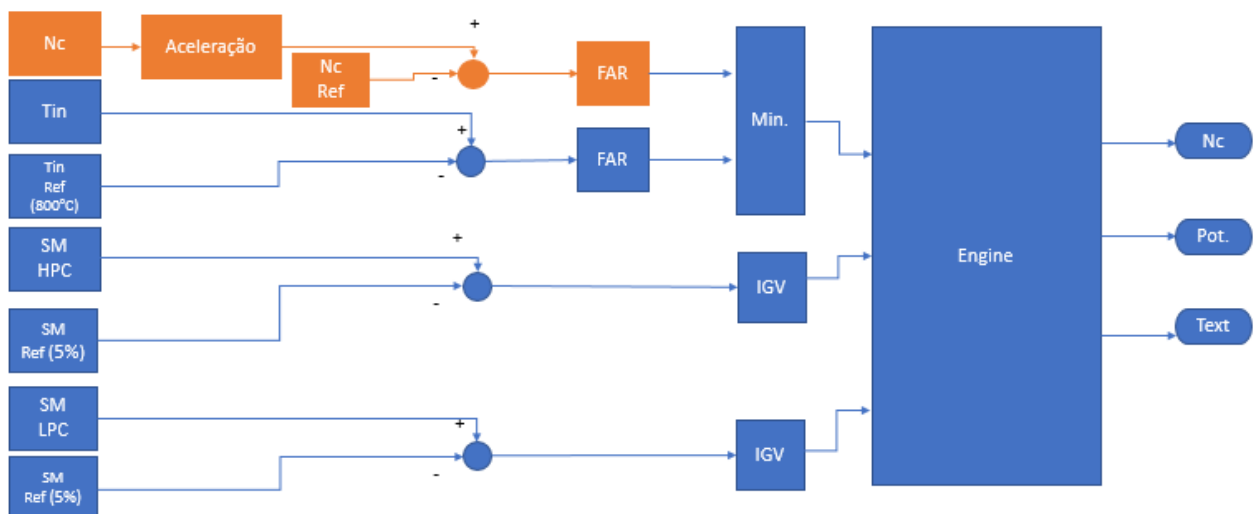 Nc
Aceleração
+
Nc
Ref
-
FAR
Tin
+
Tin
Ref
(800°C)
-
FAR
Min.
SM
HPC
+
-
IGV
SM
Ref (5%)
SM
LPC
+
-
IGV
SM
Ref (5%)
Engine
Nc
Pot.
Text